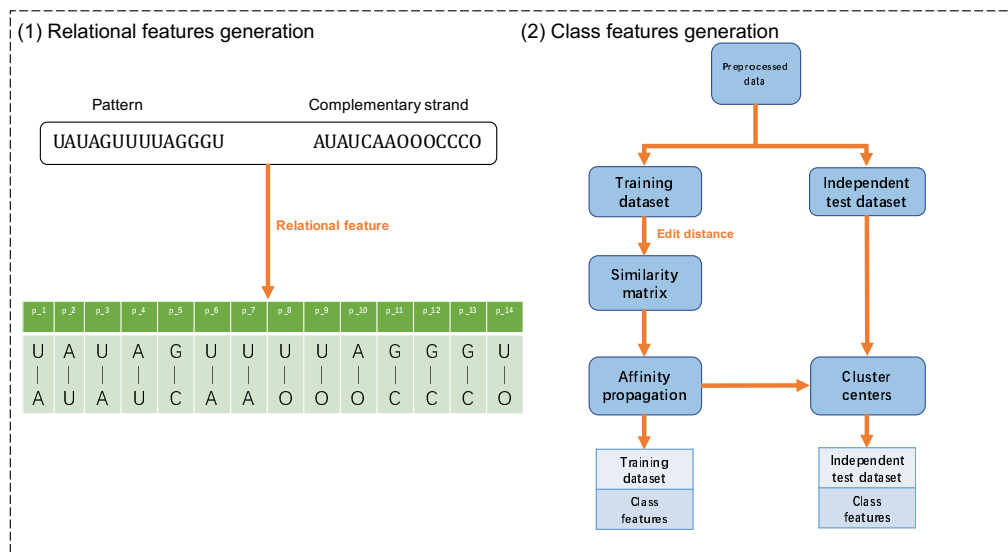 (1) Relational features generation
Pattern
Complementary strand
UAUAGUUUUAGGGU
AUAUCAAOOOCCCO
Relational feature
p_1 p_2 p_3 p_4 p_5 p_6 p_7 p_8 p_9 p_10 p_11 p_12 p_13 p_14
U A U A G U U U U A G G G U
A U A U C A A O O O C C C O
(2) Class features generation
Preprocessed
data
Training
dataset
Independent
test dataset
Edit distance
Similarity
matrix
Affinity
propagation
Cluster
centers
Training
dataset
Class
features
Independent
test dataset
Class
features